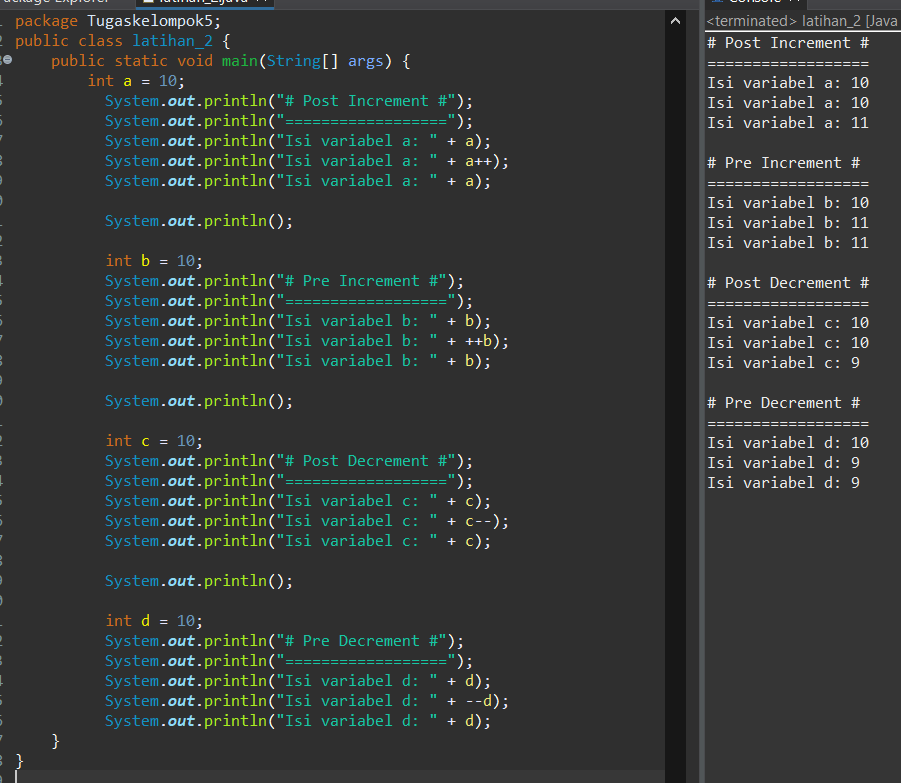 package Tugaskelompok5;
public class latihan_2 {
public static void main(String[] args) {
int a = 10;
System.out.println("# Post Increment #");
System.out.println("==================");
System.out.println("Isi variabel a: " + a);
System.out.println("Isi variabel a: " + a++);
System.out.println("Isi variabel a: " + a);
System.out.println();
int b = 10;
System.out.println("# Pre Increment #");
System.out.println("==================");
System.out.println("Isi variabel b: " + b);
System.out.println("Isi variabel b: " + ++b);
System.out.println("Isi variabel b: " + b);
System.out.println();
int c = 10;
System.out.println("# Post Decrement #");
System.out.println("==================");
System.out.println("Isi variabel c: " + c);
System.out.println("Isi variabel c: " + c--);
System.out.println("Isi variabel c: " + c);
System.out.println();
int d = 10;
System.out.println("# Pre Decrement #");
System.out.println("==================");
System.out.println("Isi variabel d: " + d);
System.out.println("Isi variabel d: " + --d);
System.out.println("Isi variabel d: " + d);
}
}
<terminated> latihan_2 [Java
# Post Increment #
==================
Isi variabel a: 10
Isi variabel a: 10
Isi variabel a: 11
# Pre Increment #
==================
Isi variabel b: 10
Isi variabel b: 11
Isi variabel b: 11
# Post Decrement #
==================
Isi variabel c: 10
Isi variabel c: 10
Isi variabel c: 9
# Pre Decrement #
==================
Isi variabel d: 10
Isi variabel d: 9
Isi variabel d: 9